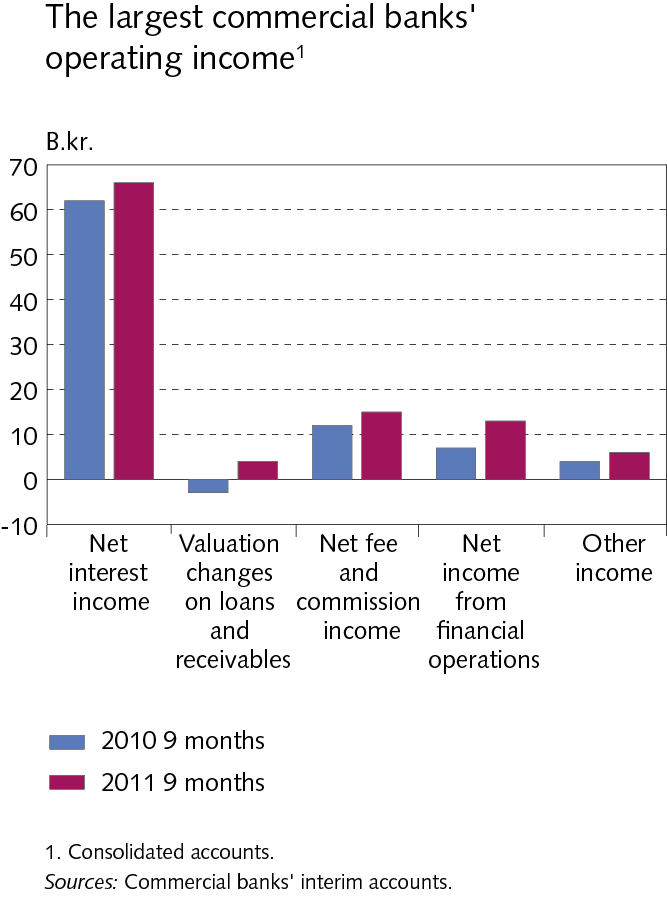 The largest commercial banks'
operating income¹
B.kr.
70
60
50
40
30
20
10
0
-10
Net
interest
income
Valuation
changes
on loans
and
receivables
Net fee
and
commission
income
Net
income
from
financial
operations
Other
income
2010 9 months
2011 9 months
1. Consolidated accounts.
Sources: Commercial banks' interim accounts.